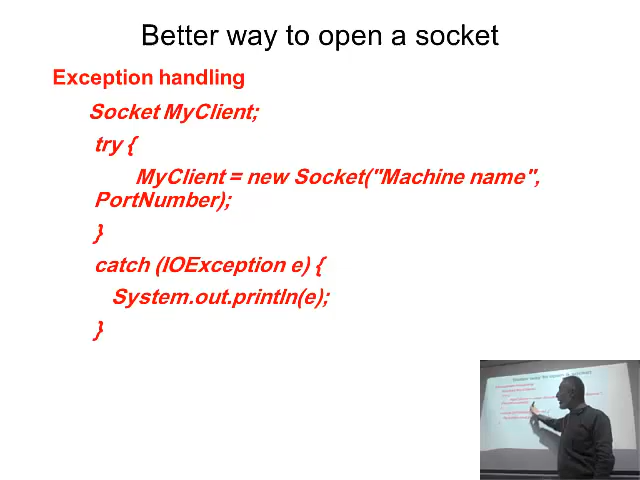 Better way to open a socket
Exception handling
Socket MyClient;
try {
MyClient = new Socket("Machine name",
PortNumber);
}
catch (IOException e) {
System.out.println(e);
}